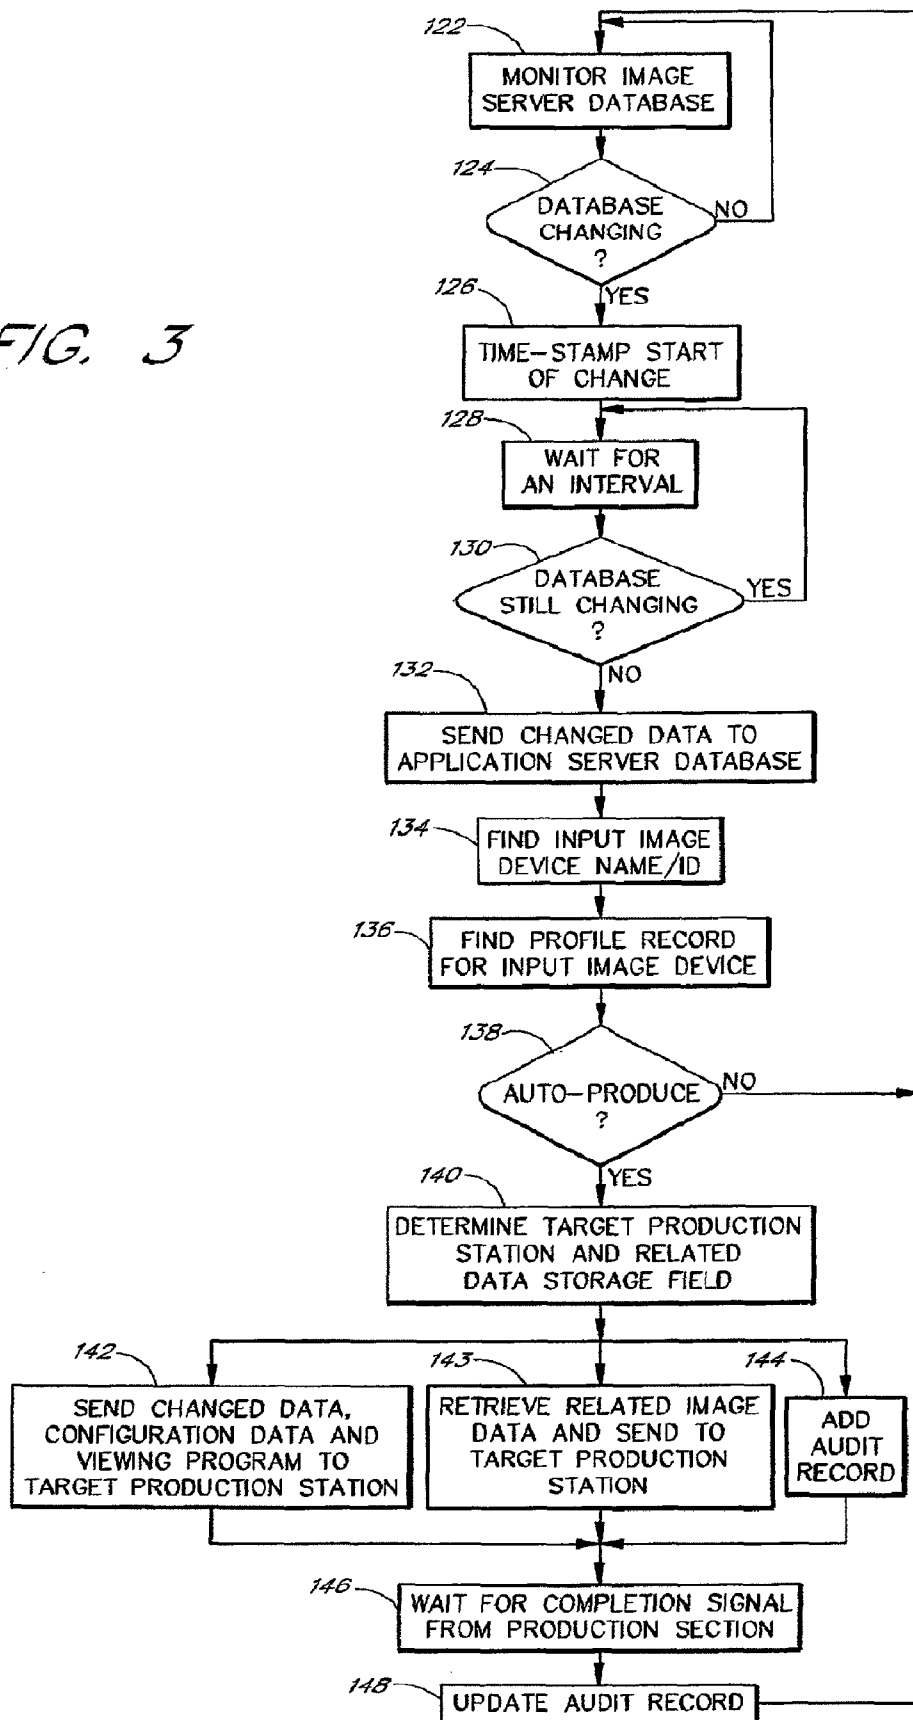 122
MONITOR IMAGE
SERVER DATABASE
124
DATABASE
CHANGING
?
NO
YES
126
FIG. 3
TIME-STAMP START
OF CHANGE
128
WAIT FOR
AN INTERVAL
130
DATABASE
STILL CHANGING
?
YES
NO
132
SEND CHANGED DATA TO
APPLICATION SERVER DATABASE
134
FIND INPUT IMAGE
DEVICE NAME/ID
136
FIND PROFILE RECORD
FOR INPUT IMAGE DEVICE
138
AUTO-PRODUCE
?
NO
YES
140
DETERMINE TARGET PRODUCTION
STATION AND RELATED
DATA STORAGE FIELD
142
SEND CHANGED DATA,
CONFIGURATION DATA AND
VIEWING PROGRAM TO
TARGET PRODUCTION STATION
143
RETRIEVE RELATED IMAGE
DATA AND SEND TO
TARGET PRODUCTION
STATION
144
ADD
AUDIT
RECORD
146
WAIT FOR COMPLETION SIGNAL
FROM PRODUCTION SECTION
148
UPDATE AUDIT RECORD